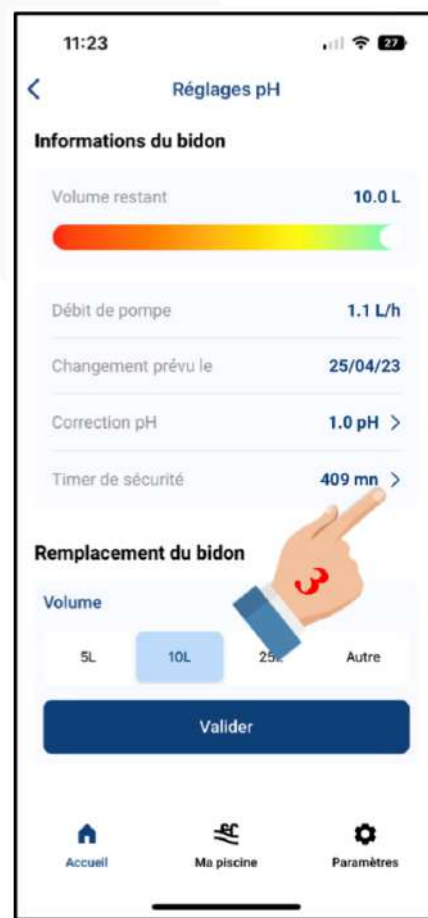 11:23
27
Réglages pH
Informations du bidon
Volume restant 10.0 L
Débit de pompe 1.1 L/h
Changement prévu le 25/04/23
Correction pH 1.0 pH >
Timer de sécurité 409 mn >
3
Remplacement du bidon
Volume
5L 10L 25L Autre
Valider
Accueil Ma piscine Paramètres